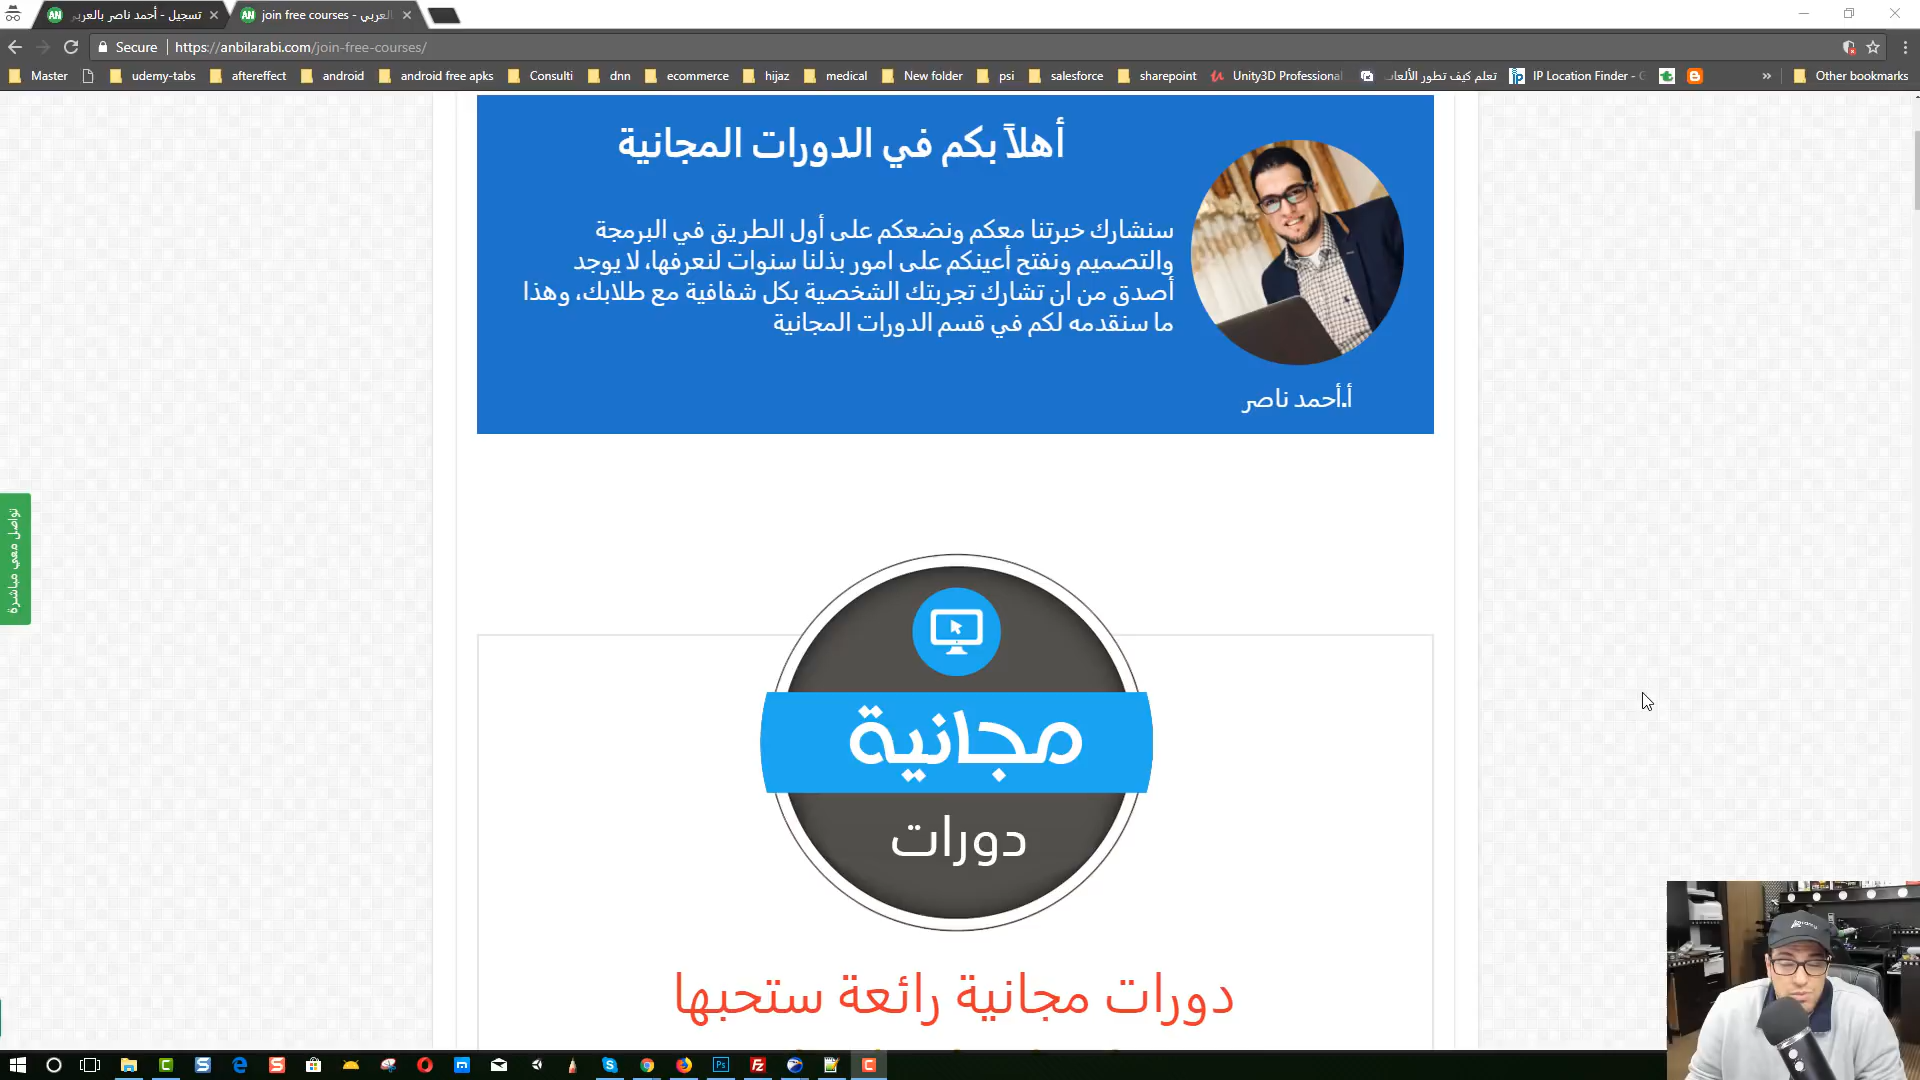 تسجيل - أحمد ناصر بالعربي
join free courses - بالعربي
Secure
https://anbilarabi.com/join-free-courses/
Master
udemy-tabs
aftereffect
android
android free apks
Consulti
dnn
ecommerce
hijaz
medical
New folder
psi
salesforce
sharepoint
Unity3D Professional
تعلم كيف تطور الألعاب
IP Location Finder - G
»
Other bookmarks
أهلاً بكم في الدورات المجانية
سنشارك خبرتنا معكم ونضعكم على أول الطريق في البرمجة
والتصميم ونفتح أعينكم على امور بذلنا سنوات لنعرفها، لا يوجد
أصدق من ان تشارك تجربتك الشخصية بكل شفافية مع طلابك، وهذا
ما سنقدمه لكم في قسم الدورات المجانية
أ.أحمد ناصر
تواصل معي مباشرة
مجانية
دورات
دورات مجانية رائعة ستحبها